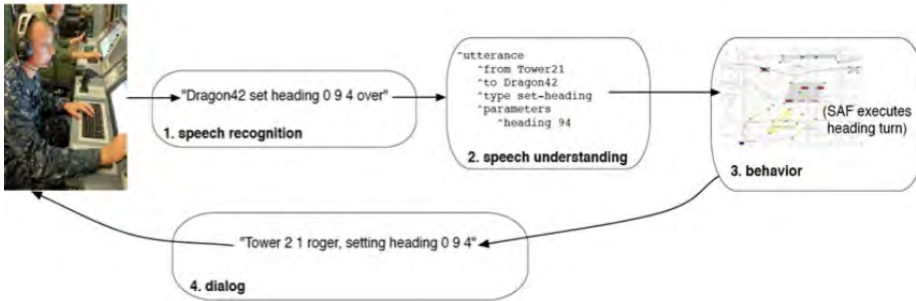 "Dragon42 set heading 0 9 4 over"
1. speech recognition
^utterance
^from Tower21
^to Dragon42
^type set-heading
^parameters
^heading 94
2. speech understanding
(SAF executes
heading turn)
3. behavior
"Tower 2 1 roger, setting heading 0 9 4"
4. dialog